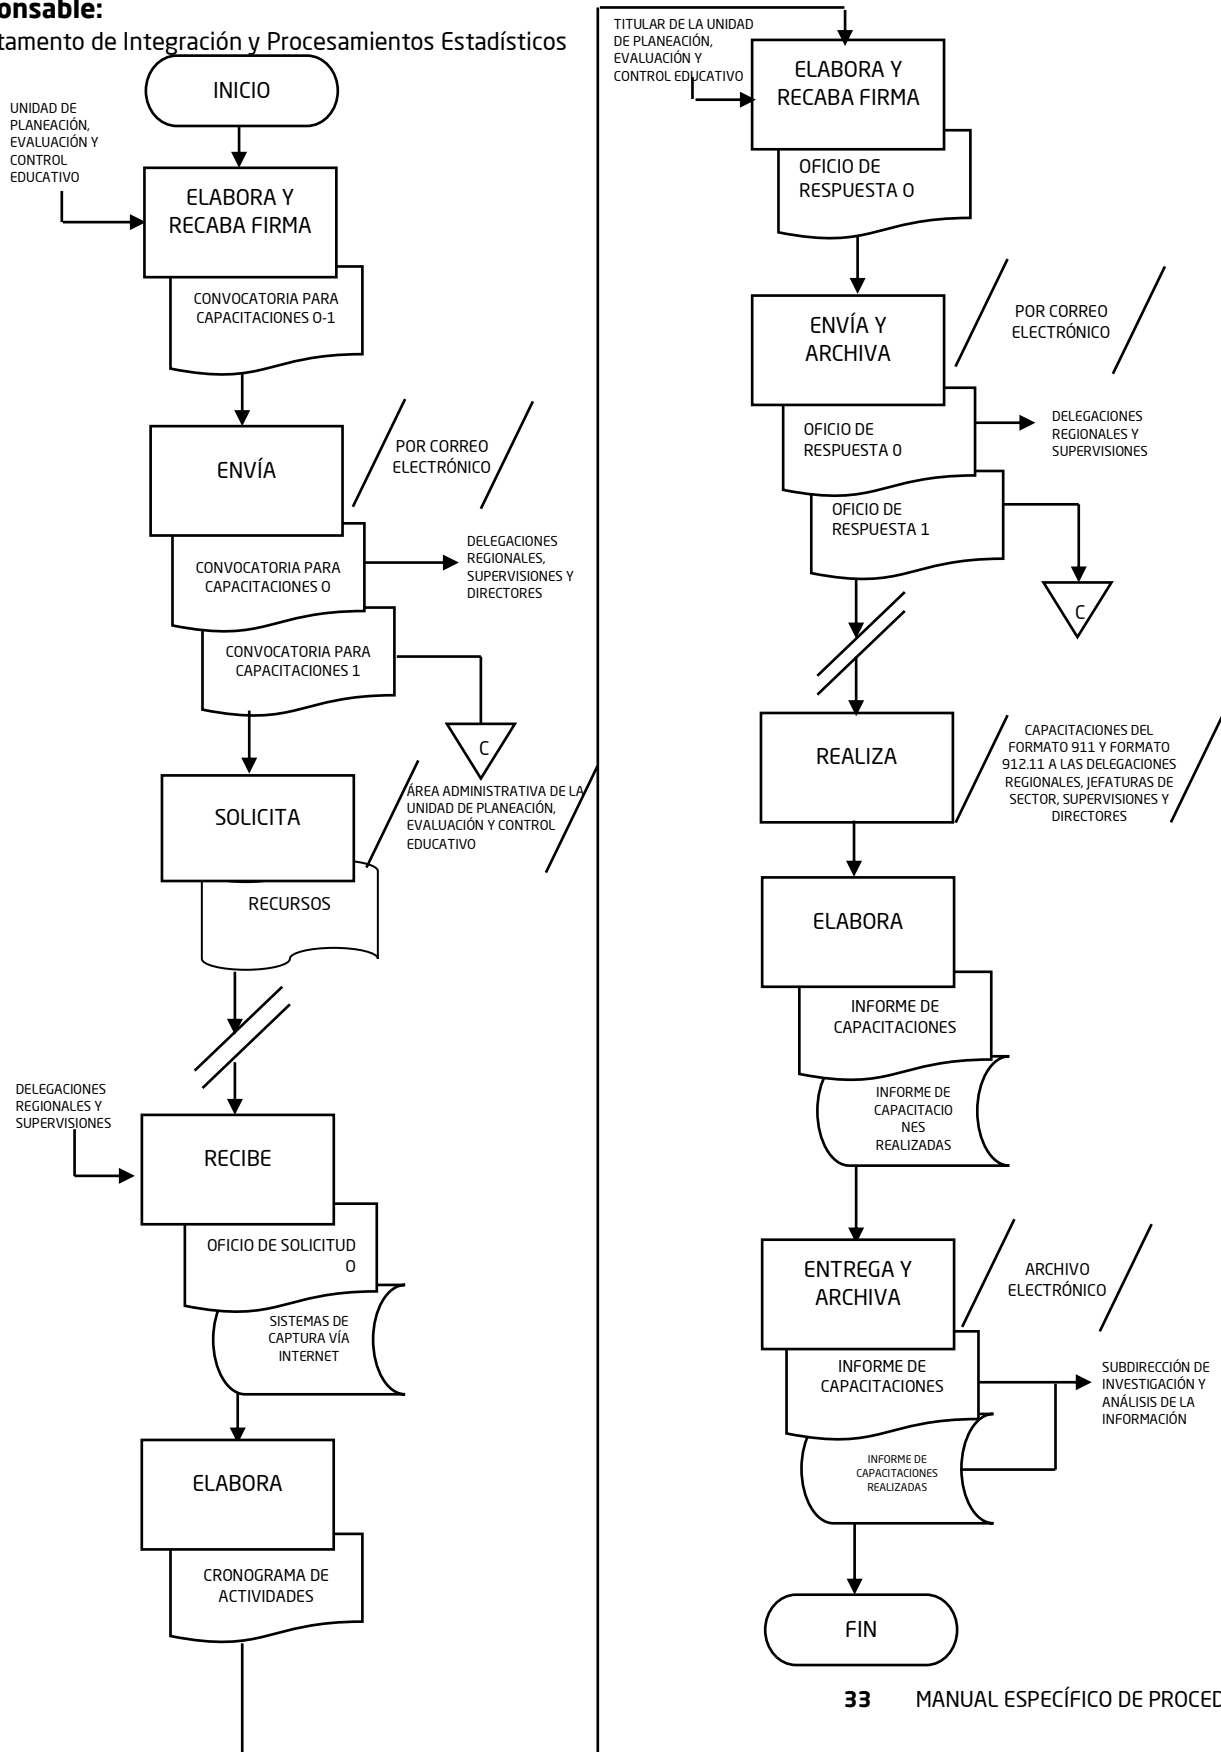 onsable:
tamento de Integración y Procesamientos Estadísticos
INICIO
UNIDAD DE
PLANEACIÓN,
EVALUACIÓN Y
CONTROL
EDUCATIVO
ELABORA Y
RECABA FIRMA
CONVOCATORIA PARA
CAPACITACIONES O-1
ENVÍA
POR CORREO
ELECTRÓNICO
CONVOCATORIA PARA
CAPACITACIONES O
DELEGACIONES
REGIONALES,
SUPERVISIONES Y
DIRECTORES
CONVOCATORIA PARA
CAPACITACIONES 1
C
SOLICITA
ÁREA ADMINISTRATIVA DE LA
UNIDAD DE PLANEACIÓN,
EVALUACIÓN Y CONTROL
EDUCATIVO
RECURSOS
DELEGACIONES
REGIONALES Y
SUPERVISIONES
RECIBE
OFICIO DE SOLICITUD
O
SISTEMAS DE
CAPTURA VÍA
INTERNET
ELABORA
CRONOGRAMA DE
ACTIVIDADES
TITULAR DE LA UNIDAD
DE PLANEACIÓN,
EVALUACIÓN Y
CONTROL EDUCATIVO
ELABORA Y
RECABA FIRMA
OFICIO DE
RESPUESTA O
ENVÍA Y
ARCHIVA
POR CORREO
ELECTRÓNICO
OFICIO DE
RESPUESTA O
DELEGACIONES
REGIONALES Y
SUPERVISIONES
OFICIO DE
RESPUESTA 1
C
REALIZA
CAPACITACIONES DEL
FORMATO 911 Y FORMATO
912.11 A LAS DELEGACIONES
REGIONALES, JEFATURAS DE
SECTOR, SUPERVISIONES Y
DIRECTORES
ELABORA
INFORME DE
CAPACITACIONES
INFORME DE
CAPACITACIO
NES
REALIZADAS
ENTREGA Y
ARCHIVA
ARCHIVO
ELECTRÓNICO
INFORME DE
CAPACITACIONES
SUBDIRECCIÓN DE
INVESTIGACIÓN Y
ANÁLISIS DE LA
INFORMACIÓN
INFORME DE
CAPACITACIONES
REALIZADAS
FIN
33 MANUAL ESPECÍFICO DE PROCED